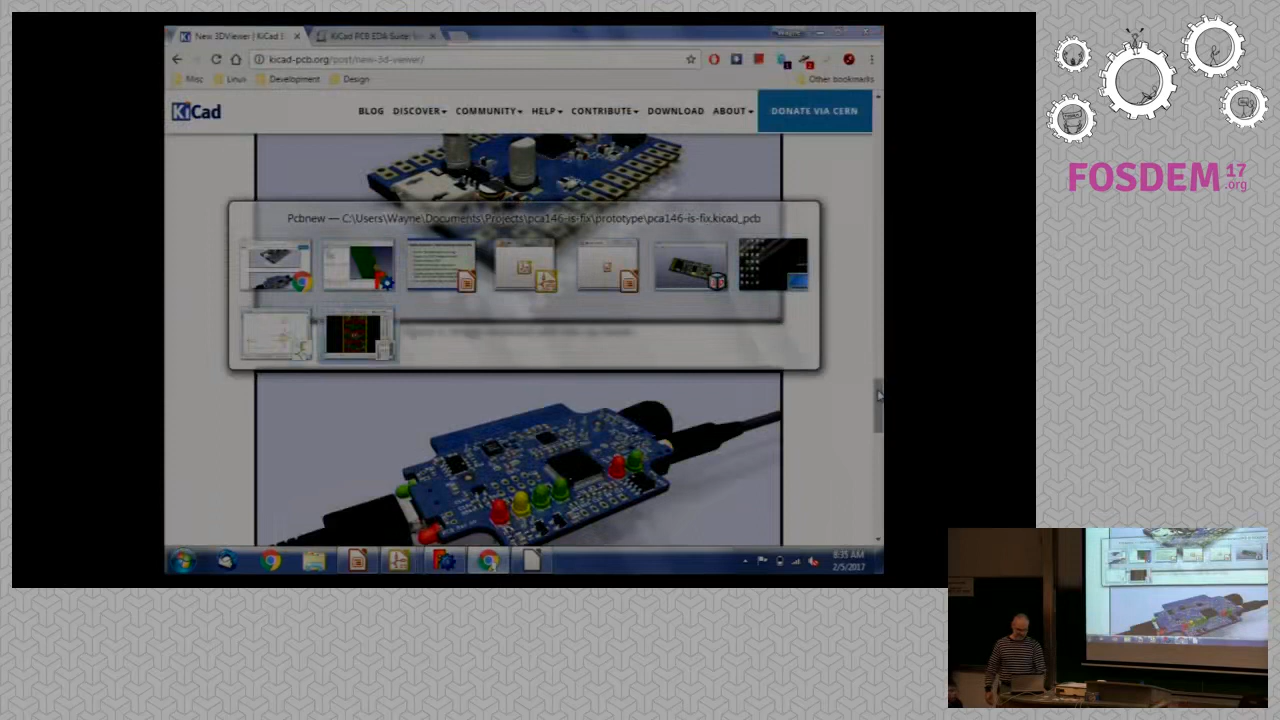 New 3DViewer | KiCad E
KiCad PCB EDA Suite
kicad-pcb.org/post/new-3d-viewer/
Misc Linux Development Design Other bookmarks
KiCad BLOG DISCOVER COMMUNITY HELP CONTRIBUTE DOWNLOAD ABOUT DONATE VIA CERN
Pcbnew — C:\Users\Wayne\Documents\Projects\pca146-is-fix\prototype\pca146-is-fix.kicad_pcb
8:35 AM
2/5/2017
FOSDEM 17
.org